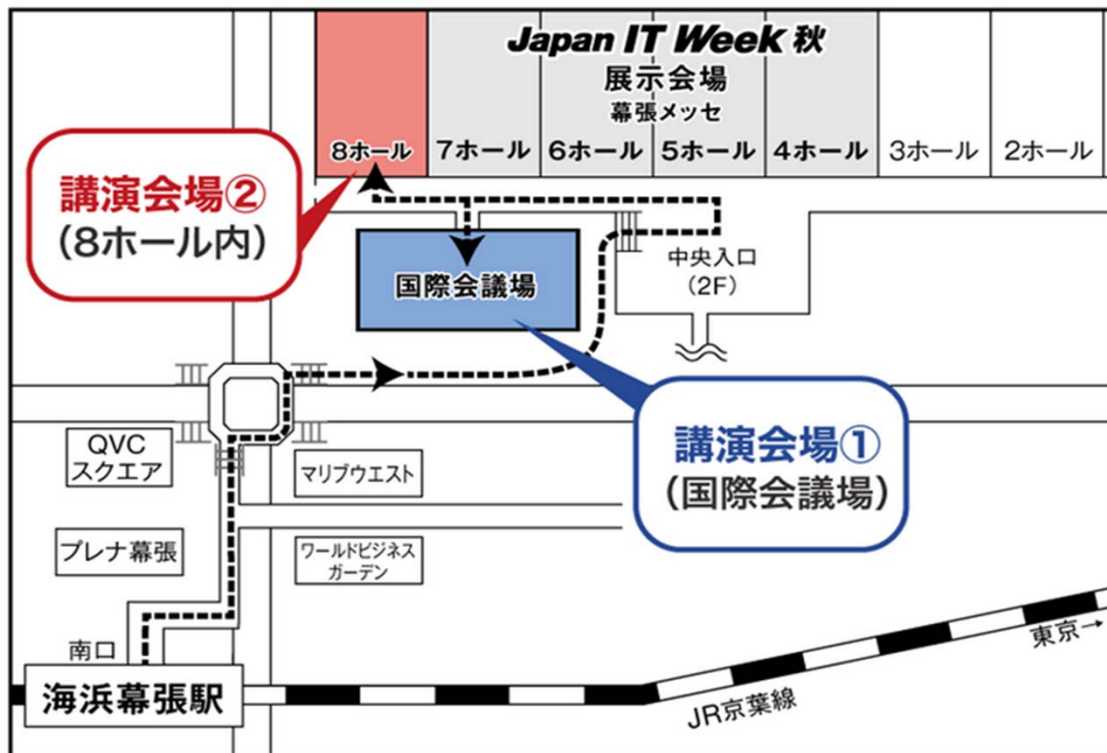 Japan IT Week 秋
展示会場
幕張メッセ
8ホール
7ホール
6ホール
5ホール
4ホール
3ホール
2ホール
講演会場②
(8ホール内)
国際会議場
中央入口
(2F)
講演会場①
(国際会議場)
QVC
スクエア
マリブウエスト
プレナ幕張
ワールドビジネス
ガーデン
南口
海浜幕張駅
JR京葉線
東京→